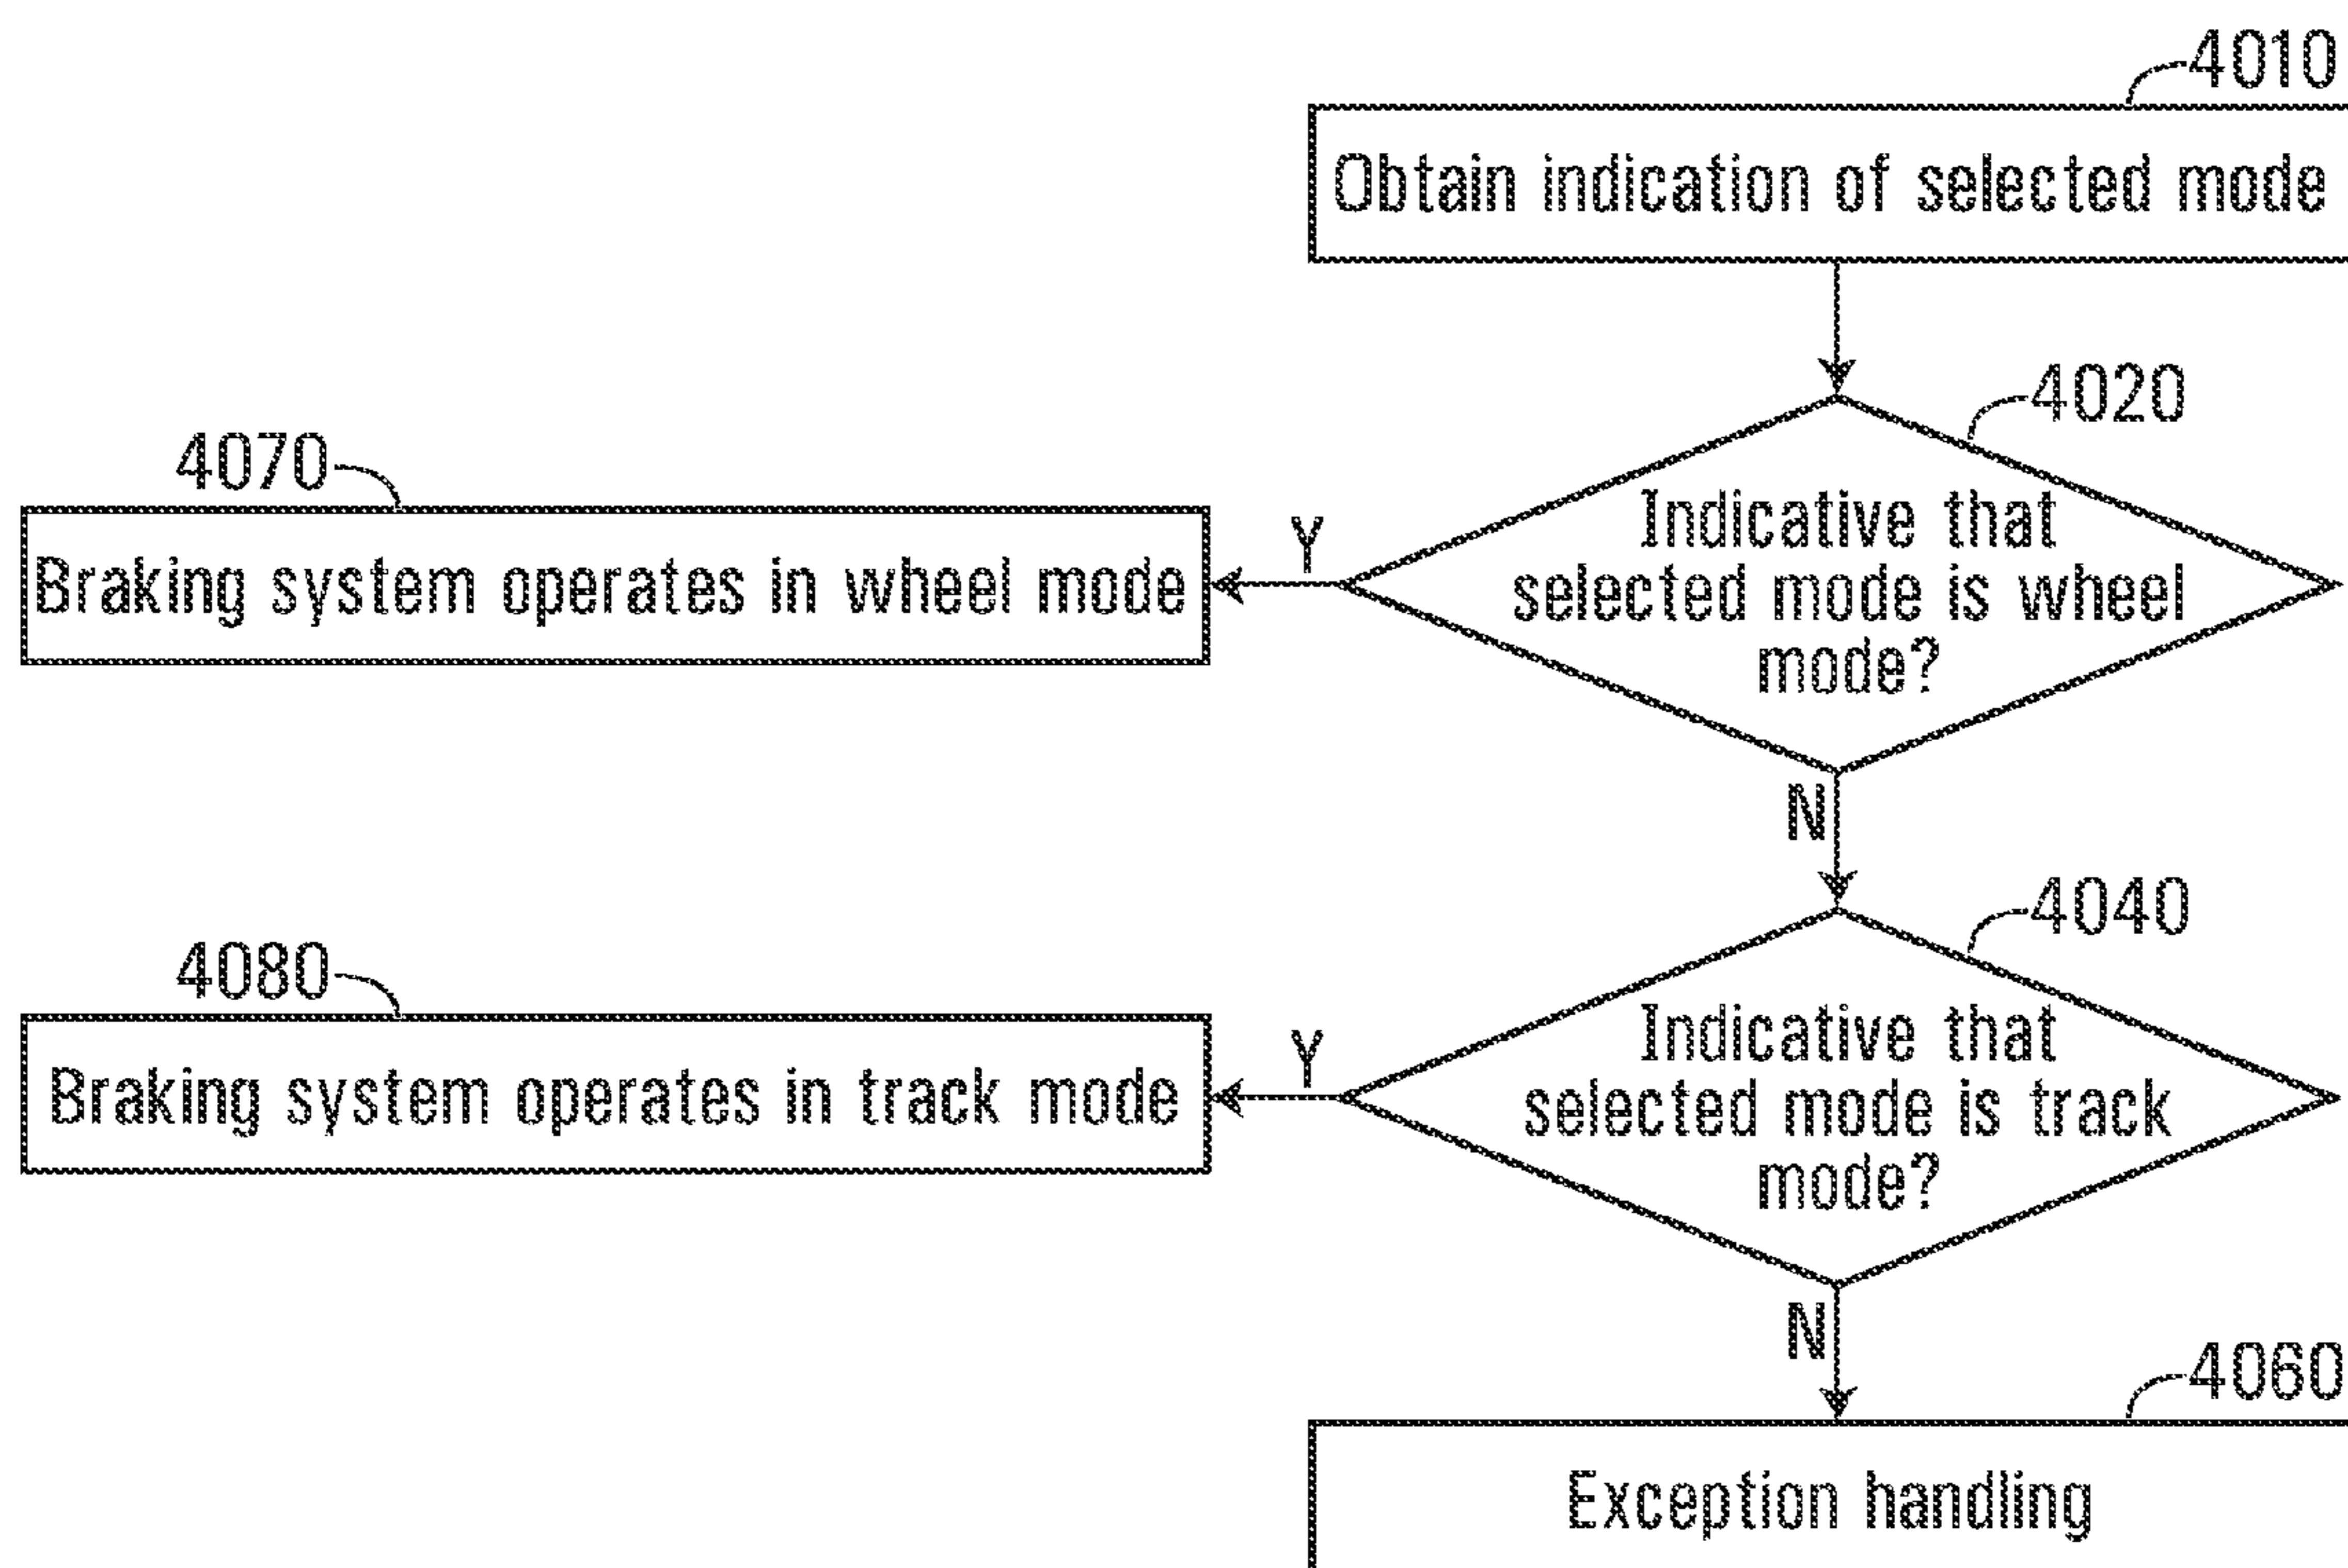 4010
Obtain indication of selected mode
4020
Indicative that
selected mode is wheel
mode?
4070
Y
Braking system operates in wheel mode
N
4040
Indicative that
selected mode is track
mode?
4080
Y
Braking system operates in track mode
N
4060
Exception handling